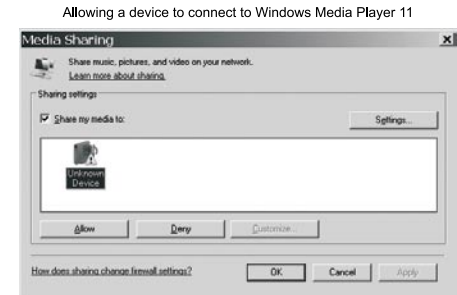 Allowing a device to connect to Windows Media Player 11
Media Sharing
Share music, pictures, and video on your network.
Learn more about sharing.
Sharing settings
Share my media to:
Settings...
Unknown
Device
Allow
Deny
Customize...
How does sharing change firewall settings?
OK
Cancel
Apply